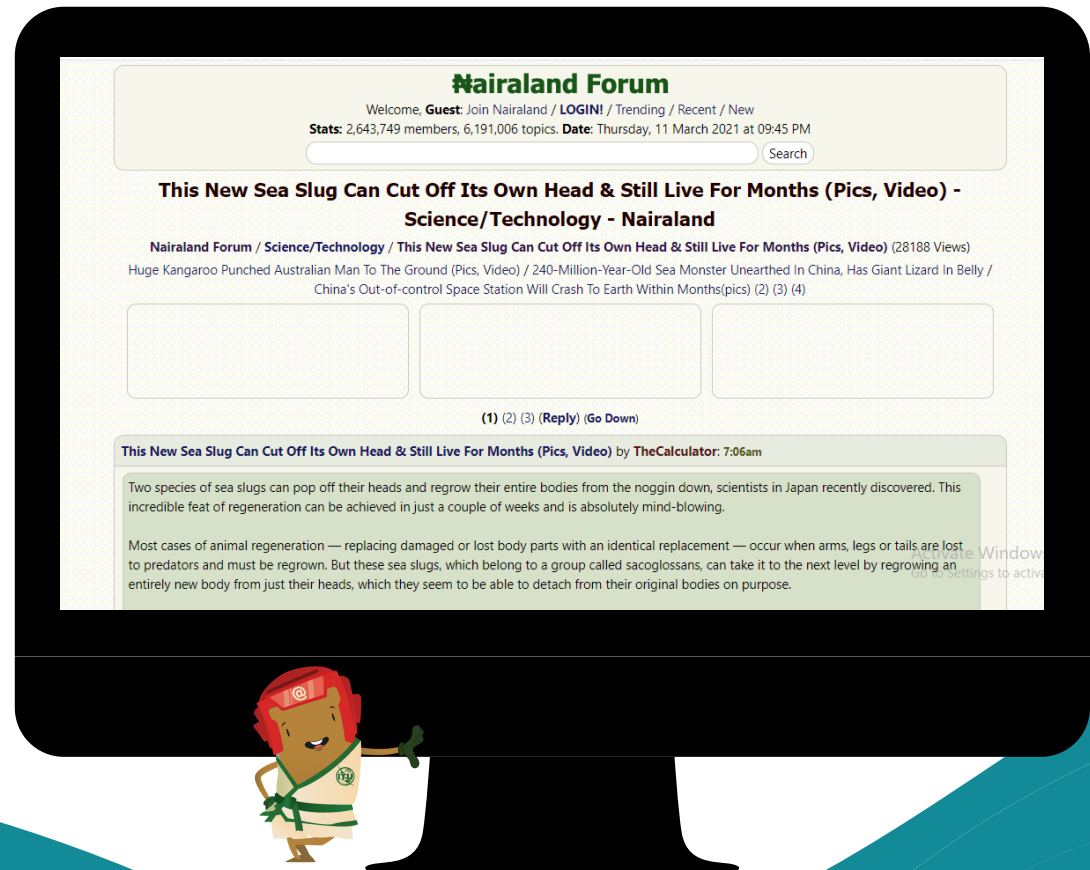 ₦airaland Forum
Welcome, Guest: Join Nairaland / LOGIN! / Trending / Recent / New
Stats: 2,643,749 members, 6,191,006 topics. Date: Thursday, 11 March 2021 at 09:45 PM
Search
This New Sea Slug Can Cut Off Its Own Head & Still Live For Months (Pics, Video) -
Science/Technology - Nairaland
Nairaland Forum / Science/Technology / This New Sea Slug Can Cut Off Its Own Head & Still Live For Months (Pics, Video) (28188 Views)
Huge Kangaroo Punched Australian Man To The Ground (Pics, Video) / 240-Million-Year-Old Sea Monster Unearthed In China, Has Giant Lizard In Belly /
China's Out-of-control Space Station Will Crash To Earth Within Months(pics) (2) (3) (4)
(1) (2) (3) (Reply) (Go Down)
This New Sea Slug Can Cut Off Its Own Head & Still Live For Months (Pics, Video) by TheCalculator: 7:06am
Two species of sea slugs can pop off their heads and regrow their entire bodies from the noggin down, scientists in Japan recently discovered. This
incredible feat of regeneration can be achieved in just a couple of weeks and is absolutely mind-blowing.
Most cases of animal regeneration — replacing damaged or lost body parts with an identical replacement — occur when arms, legs or tails are lost
to predators and must be regrown. But these sea slugs, which belong to a group called sacoglossans, can take it to the next level by regrowing an
entirely new body from just their heads, which they seem to be able to detach from their original bodies on purpose.
Activate Windows
Go to Settings to activa
@
ITU